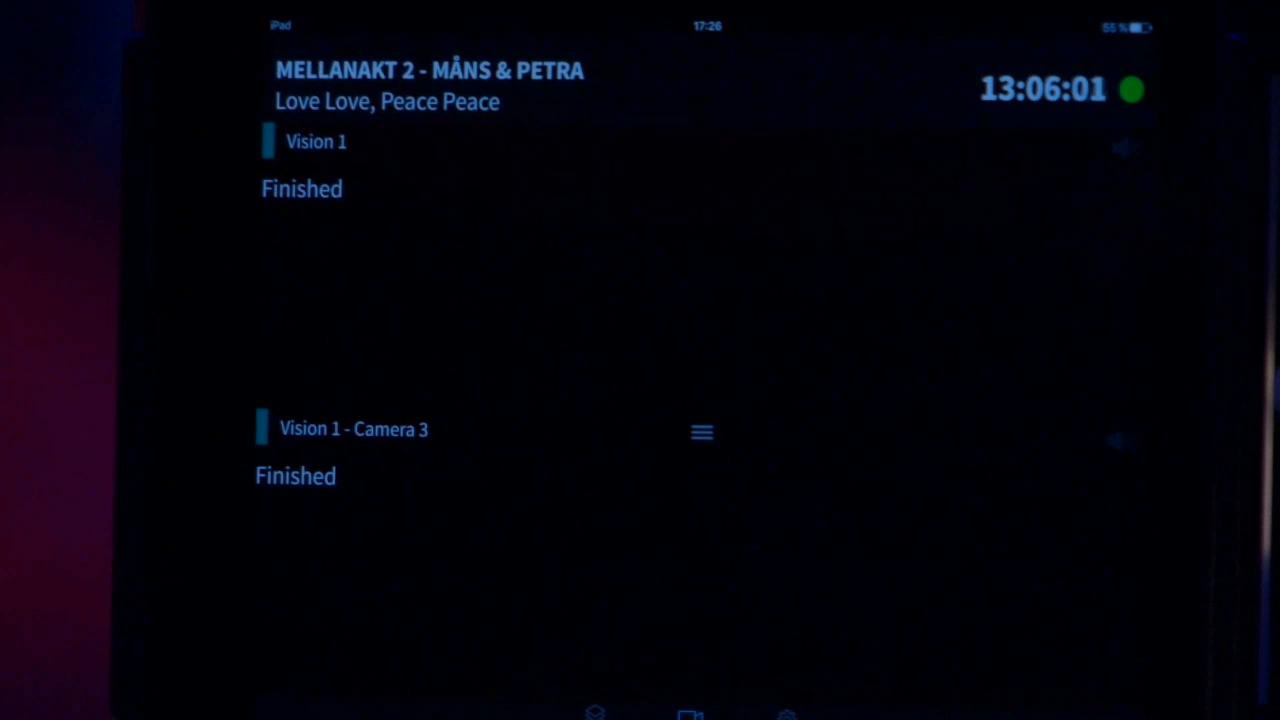 iPad
17:26
55 %
MELLANAKT 2 - MÅNS & PETRA
Love Love, Peace Peace
13:06:01
Vision 1
Finished
Vision 1 - Camera 3
Finished